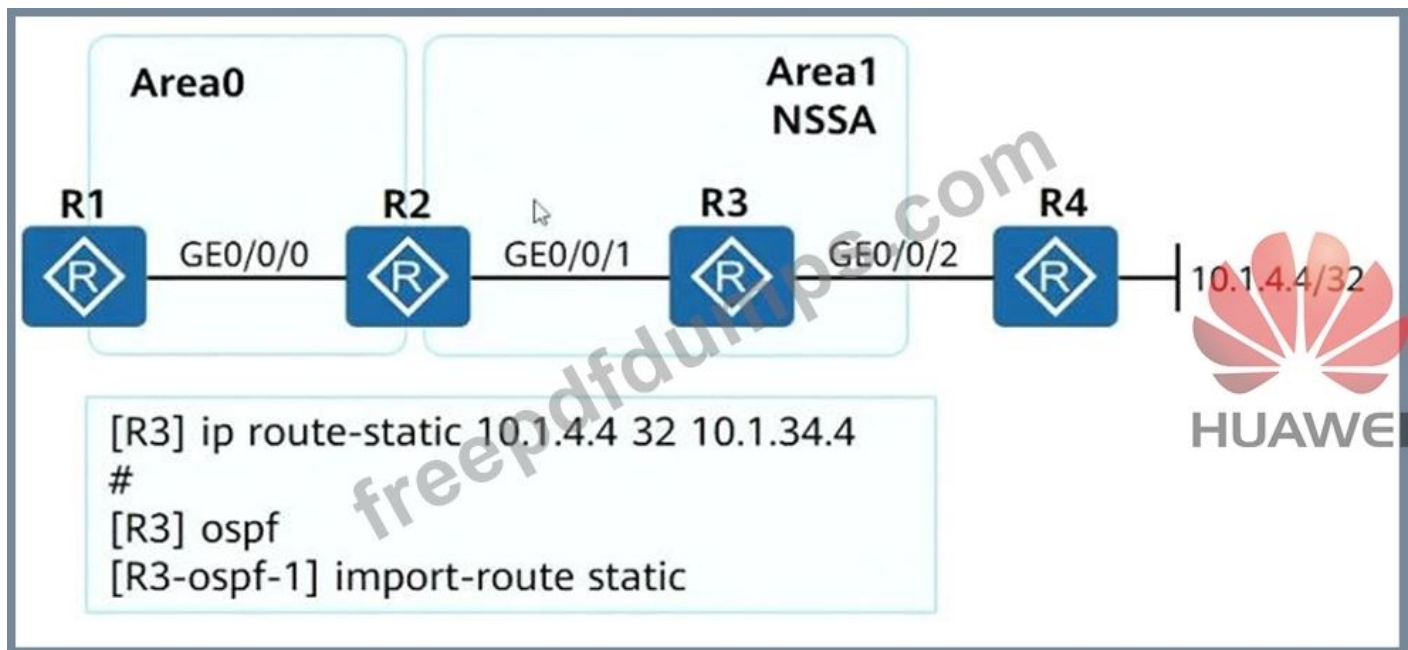 Area0
Area1
NSSA
R1
R2
R3
R4
GE0/0/0
GE0/0/1
GE0/0/2
10.1.4.4/32
R
R
R
R
HUAWEI
[R3] ip route-static 10.1.4.4 32 10.1.34.4
#
[R3] ospf
[R3-ospf-1] import-route static
freepdfdumps.com